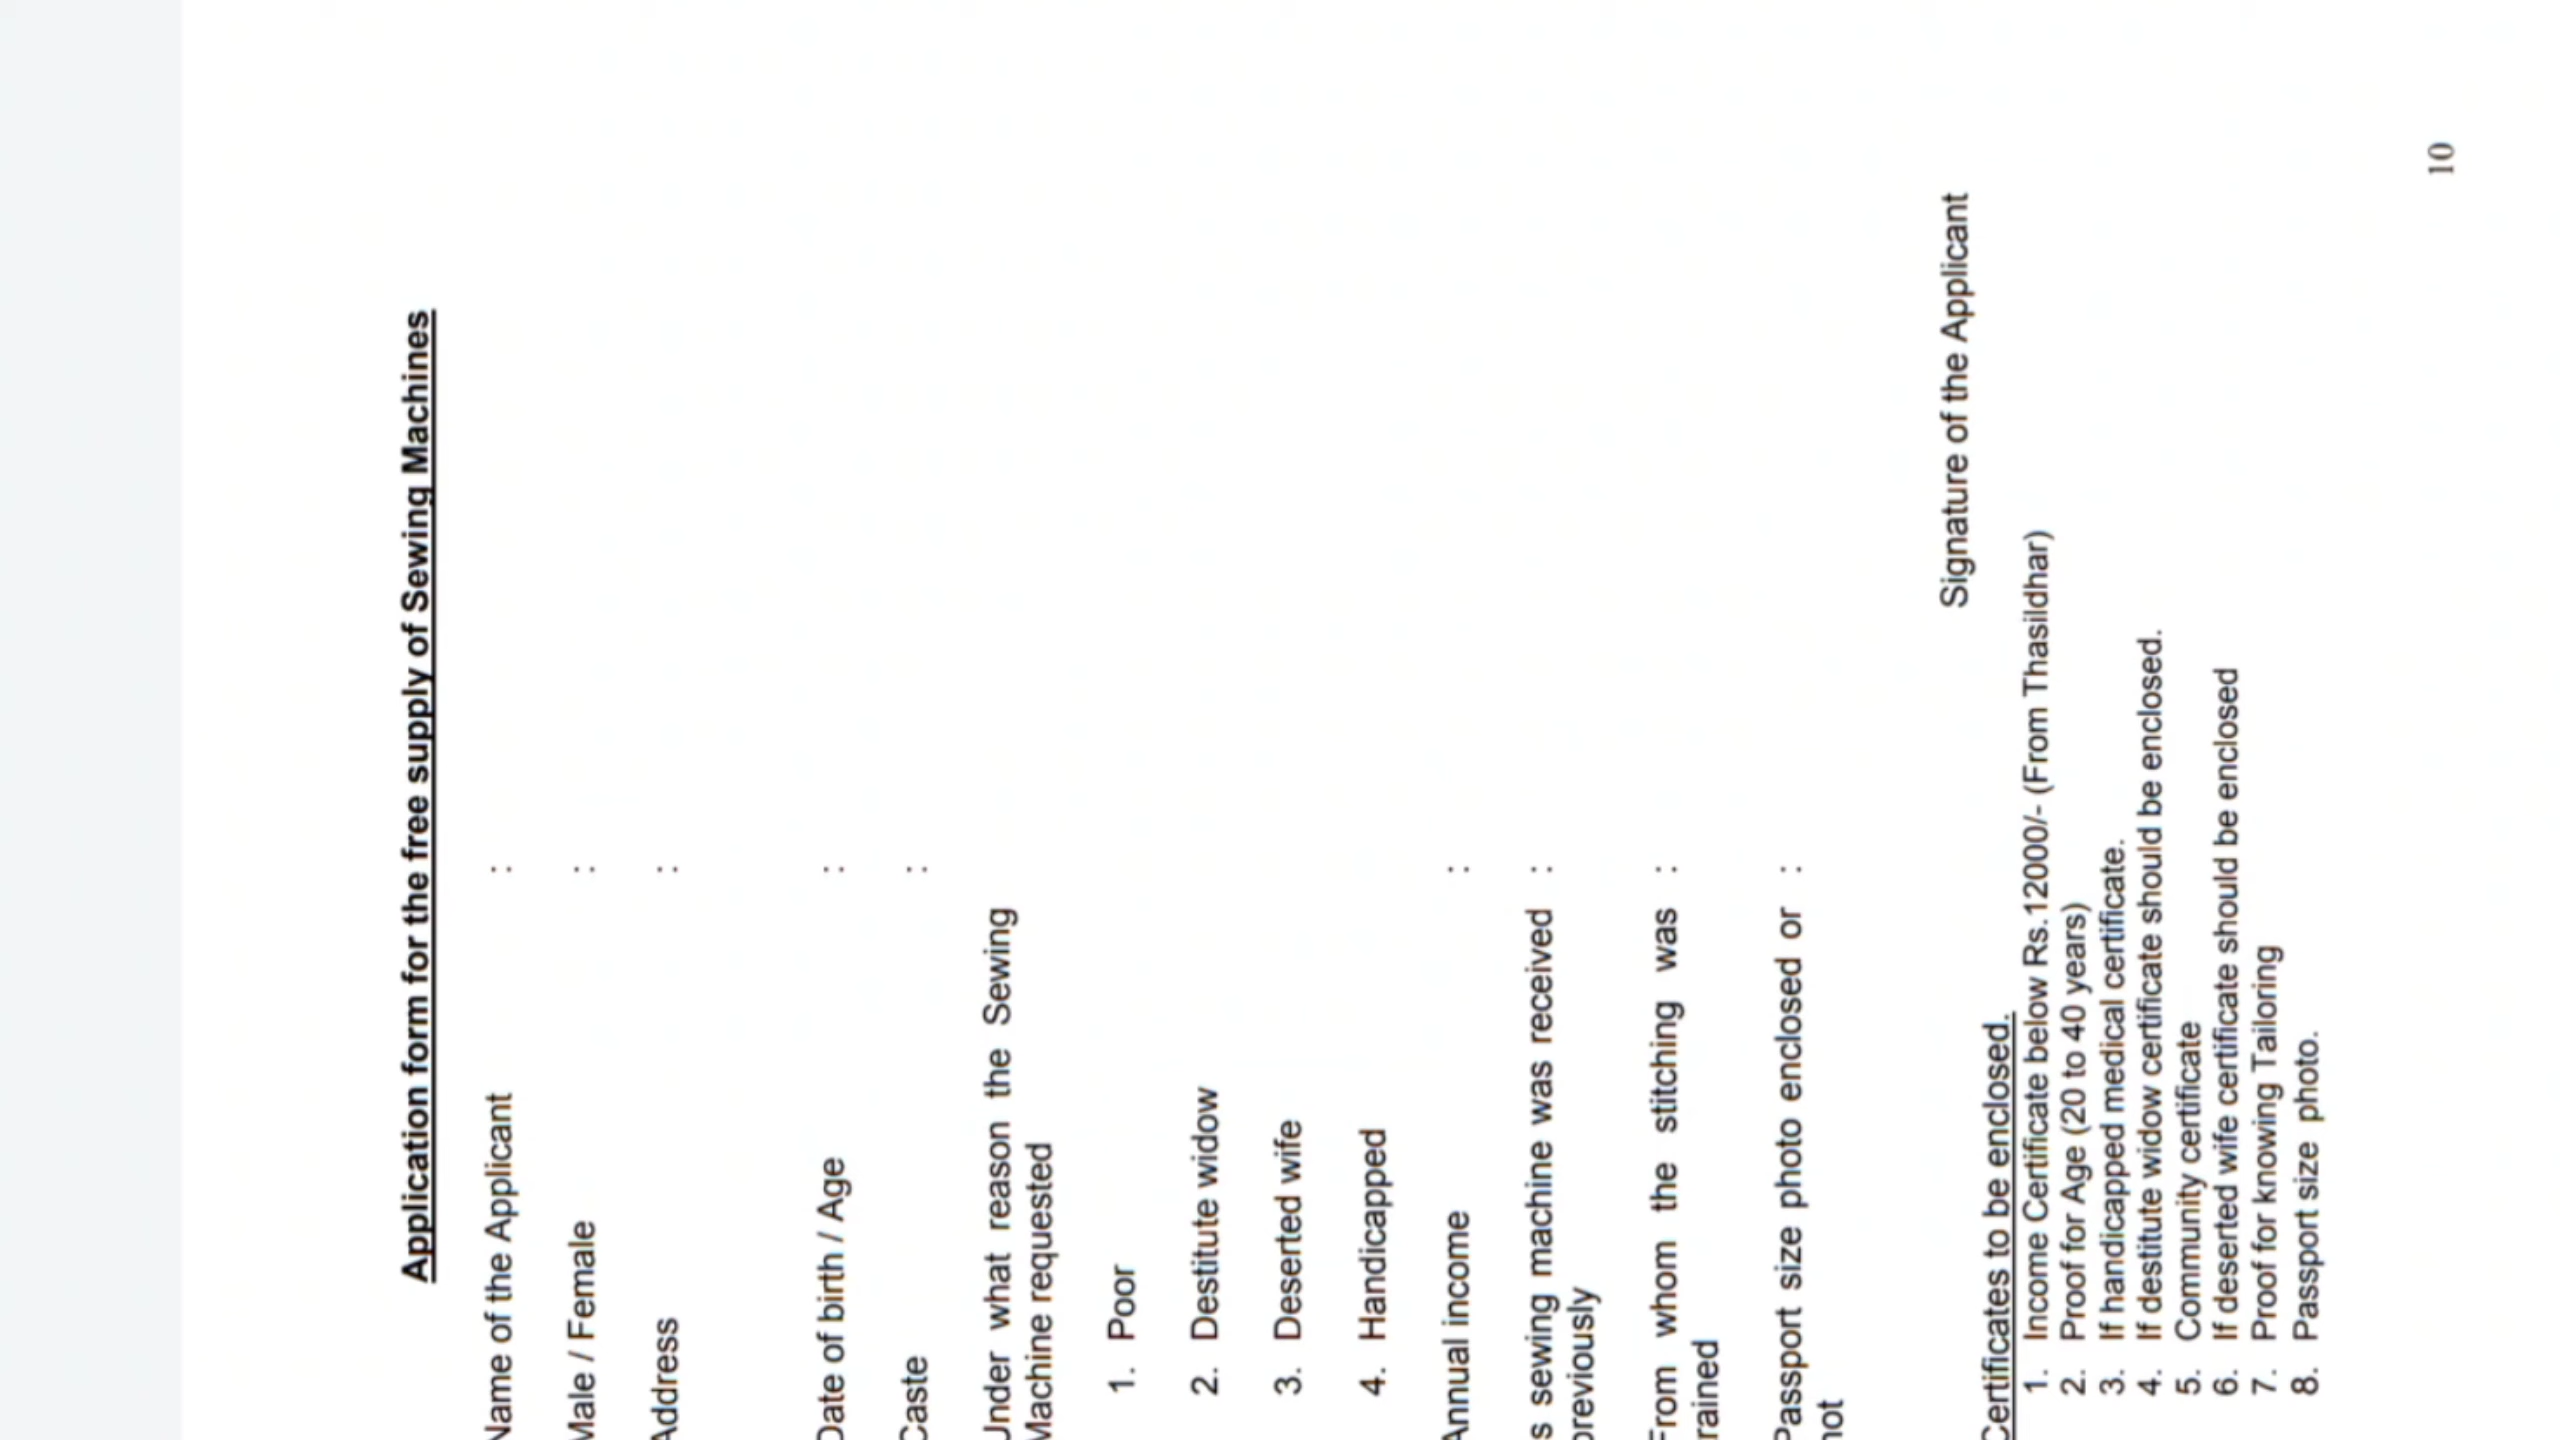 Application form for the free supply of Sewing Machines
Name of the Applicant :
Male / Female :
Address :
Date of birth / Age :
Caste :
Under what reason the Sewing
Machine requested
1. Poor
2. Destitute widow
3. Deserted wife
4. Handicapped
Annual income :
s sewing machine was received :
previously
From whom the stitching was :
rained
Passport size photo enclosed or :
not
Signature of the Applicant
Certificates to be enclosed.
1. Income Certificate below Rs.12000/- (From Thasildhar)
2. Proof for Age (20 to 40 years)
3. If handicapped medical certificate.
4. If destitute widow certificate should be enclosed.
5. Community certificate
6. If deserted wife certificate should be enclosed
7. Proof for knowing Tailoring
8. Passport size photo.
10